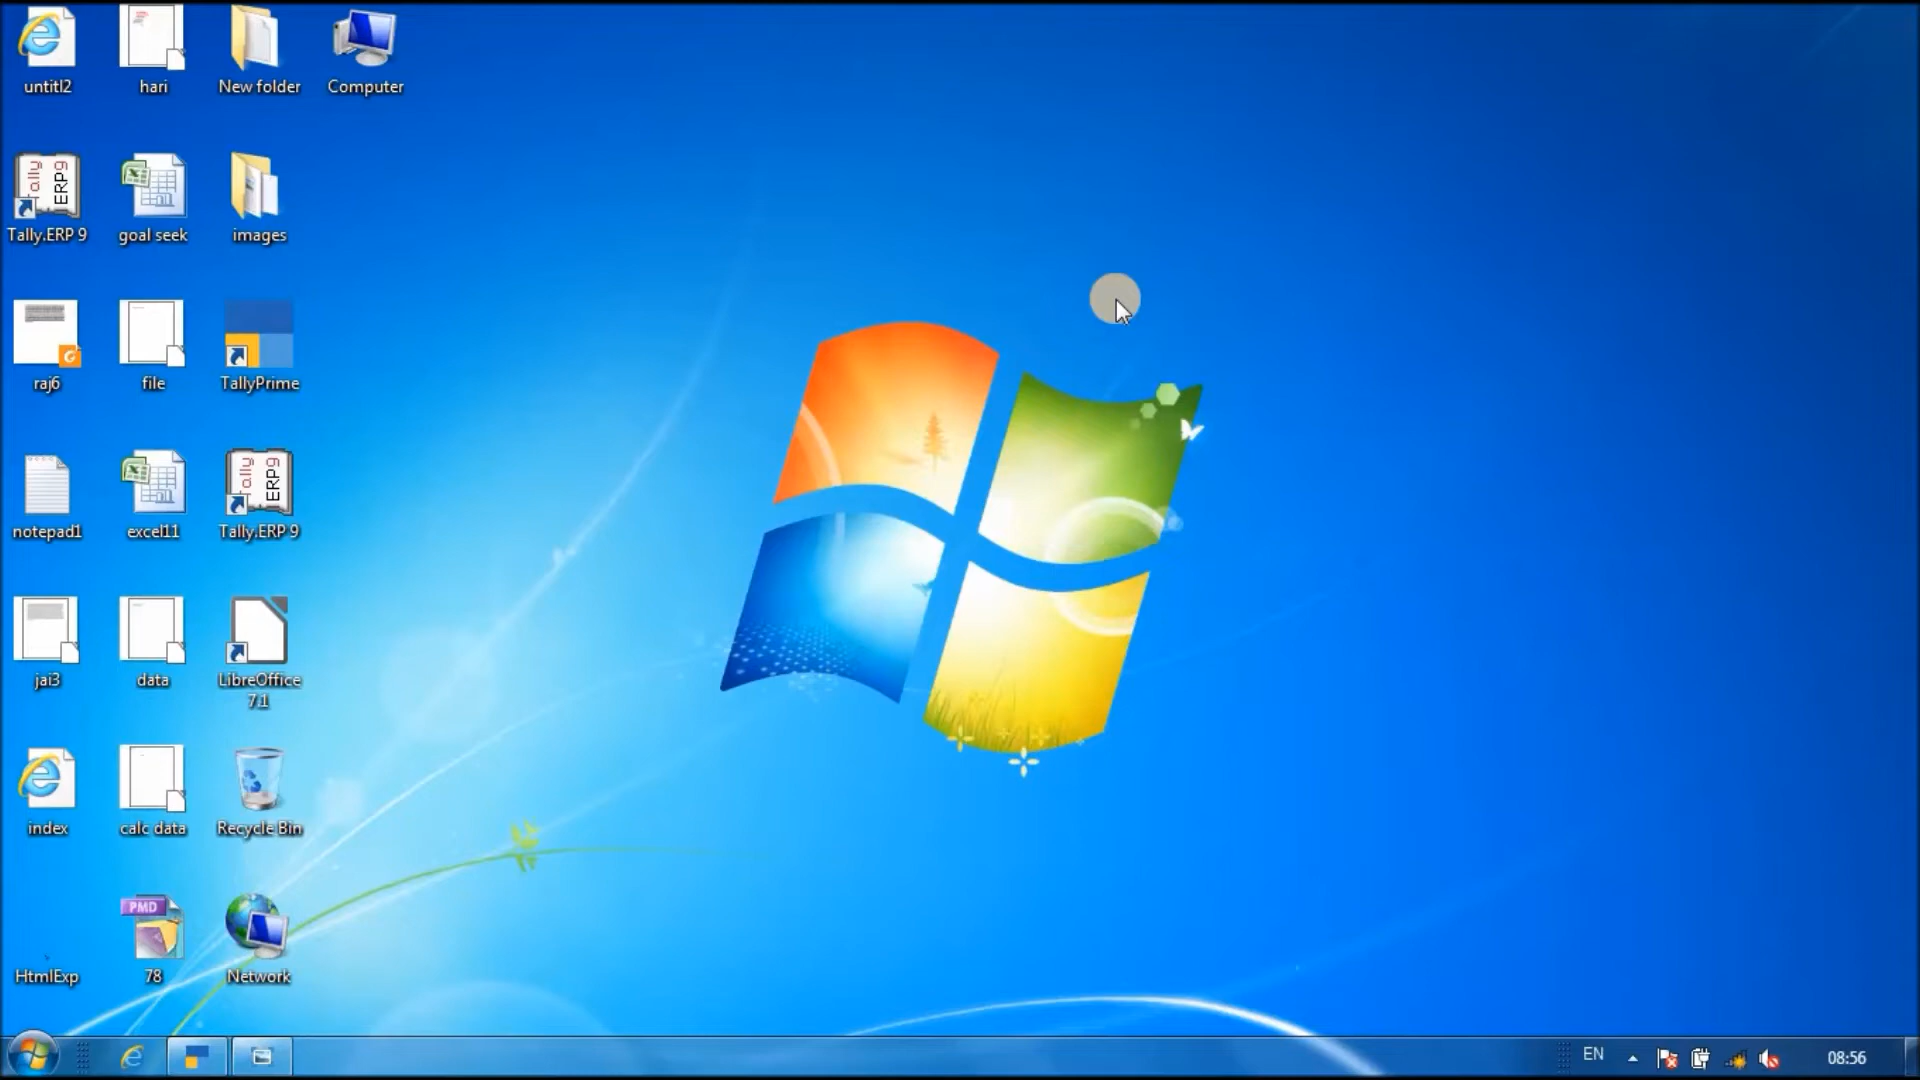 untitl2
hari
New folder
Computer
Tally
ERP9
Tally.ERP 9
goal seek
images
raj6
file
TallyPrime
notepad1
excel11
Tally
ERP9
Tally.ERP 9
jai3
data
LibreOffice
7.1
index
calc data
Recycle Bin
HtmlExp
PMD
78
Network
EN
08:56